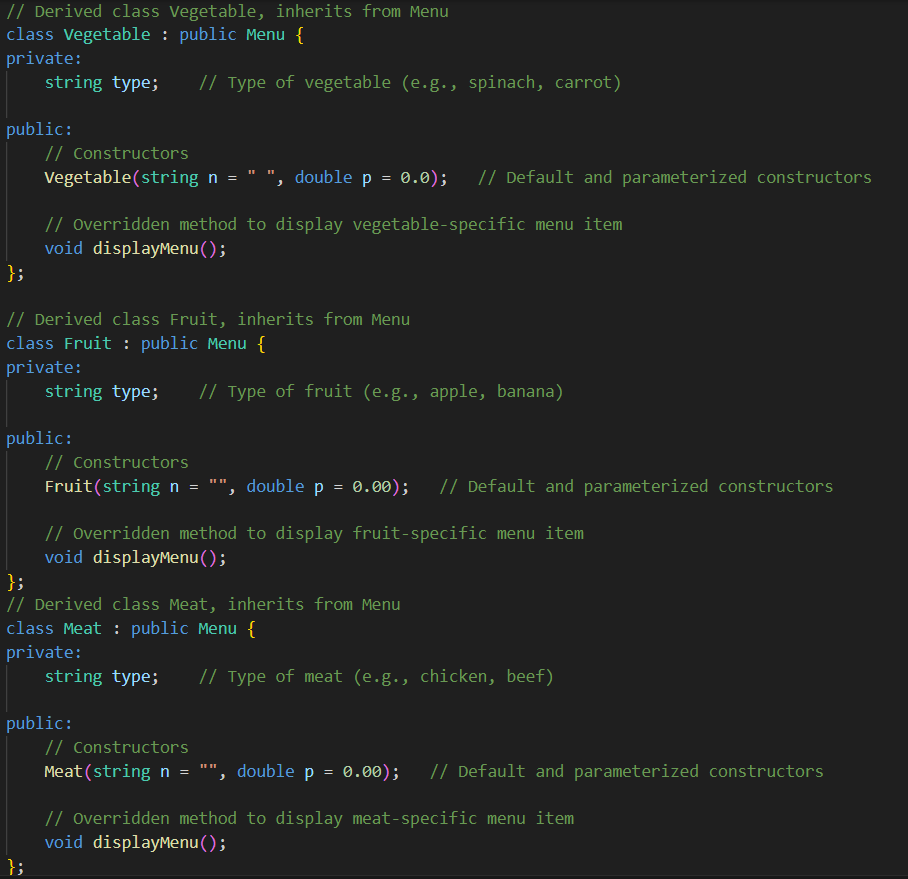 // Derived class Vegetable, inherits from Menu
class Vegetable : public Menu {
private:
    string type;    // Type of vegetable (e.g., spinach, carrot)

public:
    // Constructors
    Vegetable(string n = " ", double p = 0.0);   // Default and parameterized constructors

    // Overridden method to display vegetable-specific menu item
    void displayMenu();
};

// Derived class Fruit, inherits from Menu
class Fruit : public Menu {
private:
    string type;    // Type of fruit (e.g., apple, banana)

public:
    // Constructors
    Fruit(string n = "", double p = 0.00);   // Default and parameterized constructors

    // Overridden method to display fruit-specific menu item
    void displayMenu();
};
// Derived class Meat, inherits from Menu
class Meat : public Menu {
private:
    string type;    // Type of meat (e.g., chicken, beef)

public:
    // Constructors
    Meat(string n = "", double p = 0.00);   // Default and parameterized constructors

    // Overridden method to display meat-specific menu item
    void displayMenu();
};